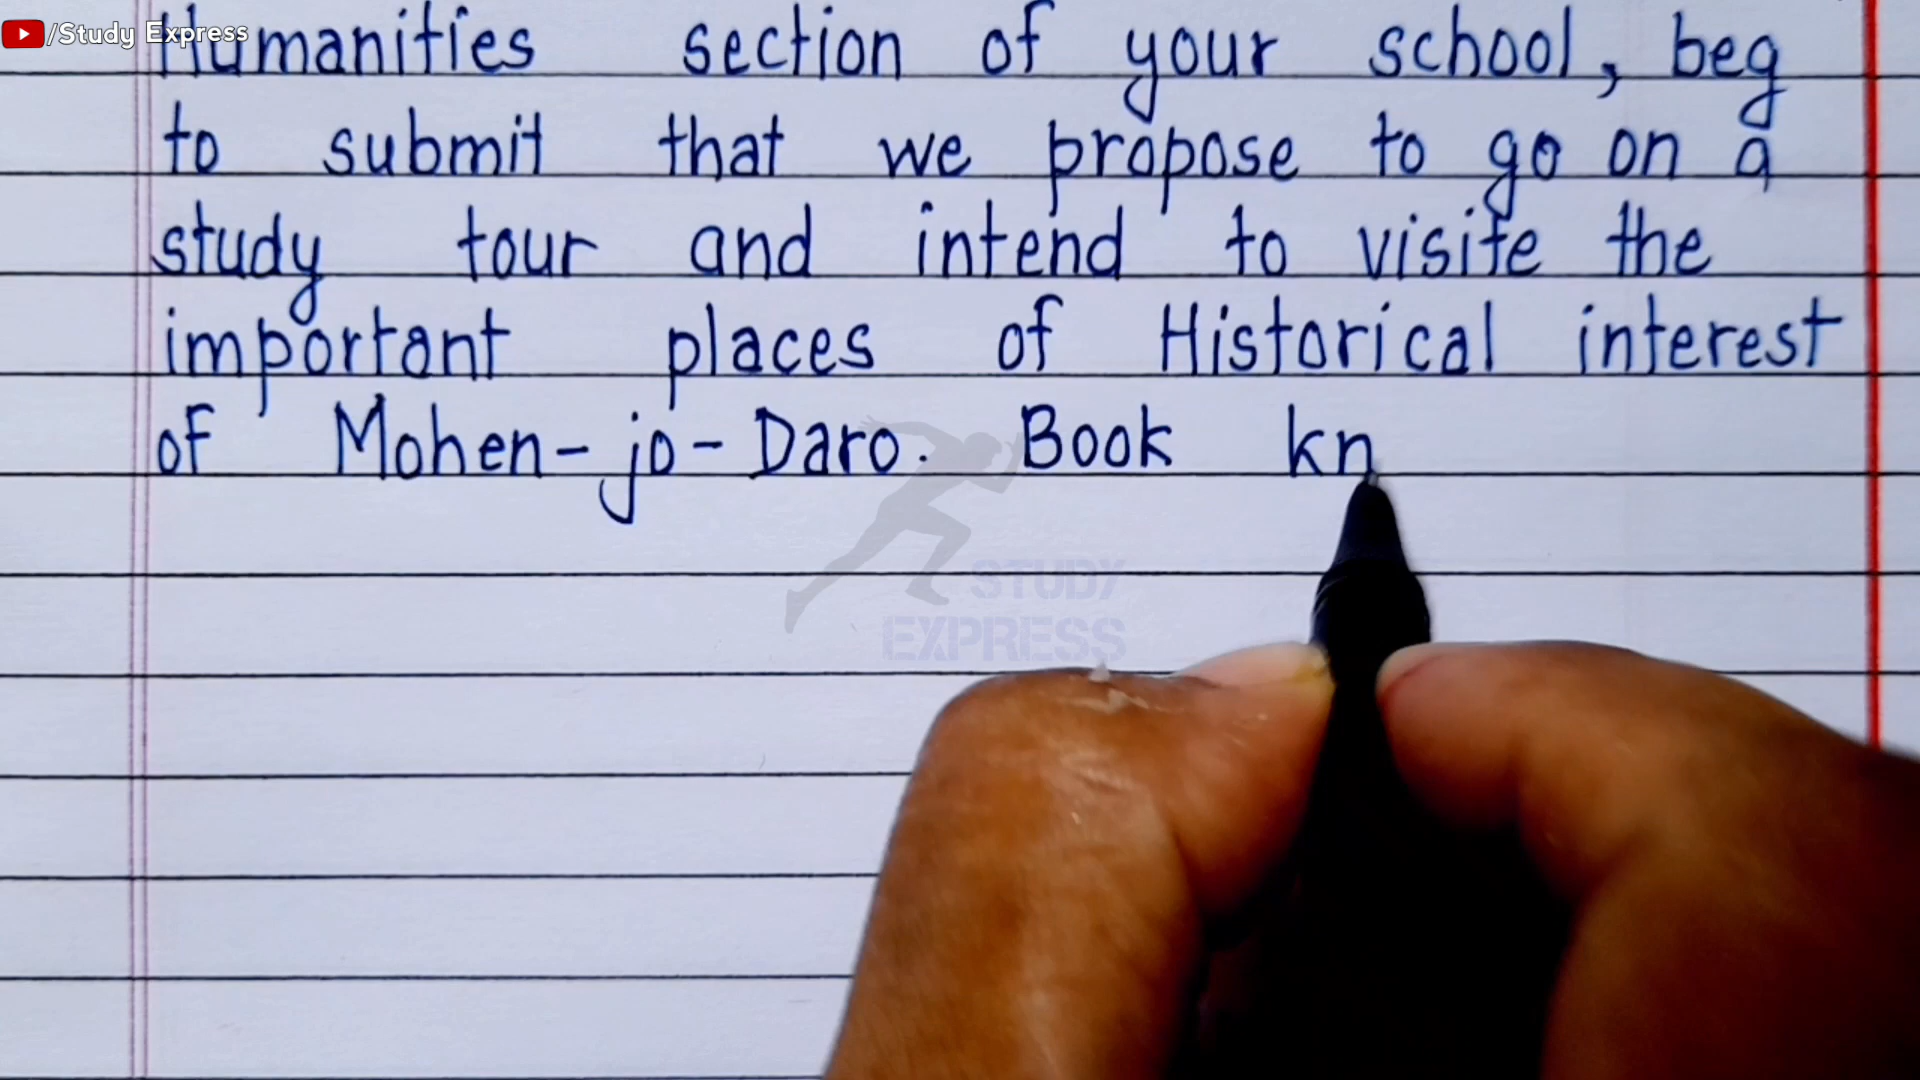 /Study Express
Humanities section of your school, beg
to submit that we propose to go on a
study tour and intend to visite the
important places of Historical interest
of Mohen-jo-Daro. Book kn
STUDY
EXPRESS